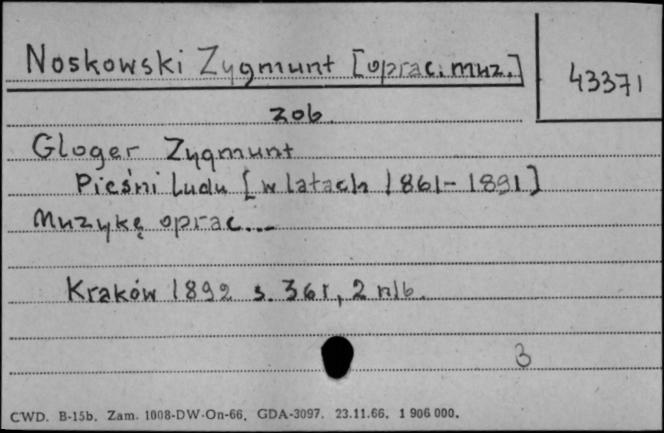 Noskowski Zygmunt [oprac. muz.]
43371
zob.
Gloger Zygmunt
Pieśni ludu [w latach 1861-1891]
Muzykę oprac...
Kraków 1892 s. 361, 2 nlb.
3
CWD. B-15b. Zam. 1008-DW-On-66. GDA-3097. 23.11.66. 1 906 000.